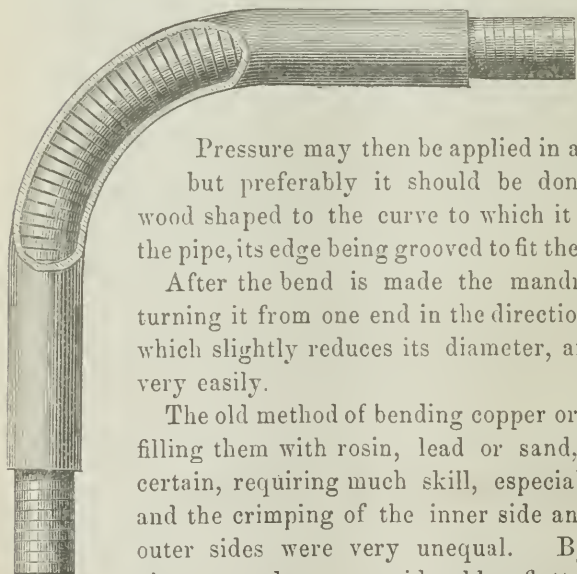 Pressure may then be applied in a
but preferably it should be don
wood shaped to the curve to which it
the pipe, its edge being grooved to fit the
After the bend is made the mandr
turning it from one end in the directio
which slightly reduces its diameter, a
very easily.
The old method of bending copper or
filling them with rosin, lead or sand,
certain, requiring much skill, especia
and the crimping of the inner side an
outer sides were very unequal. B